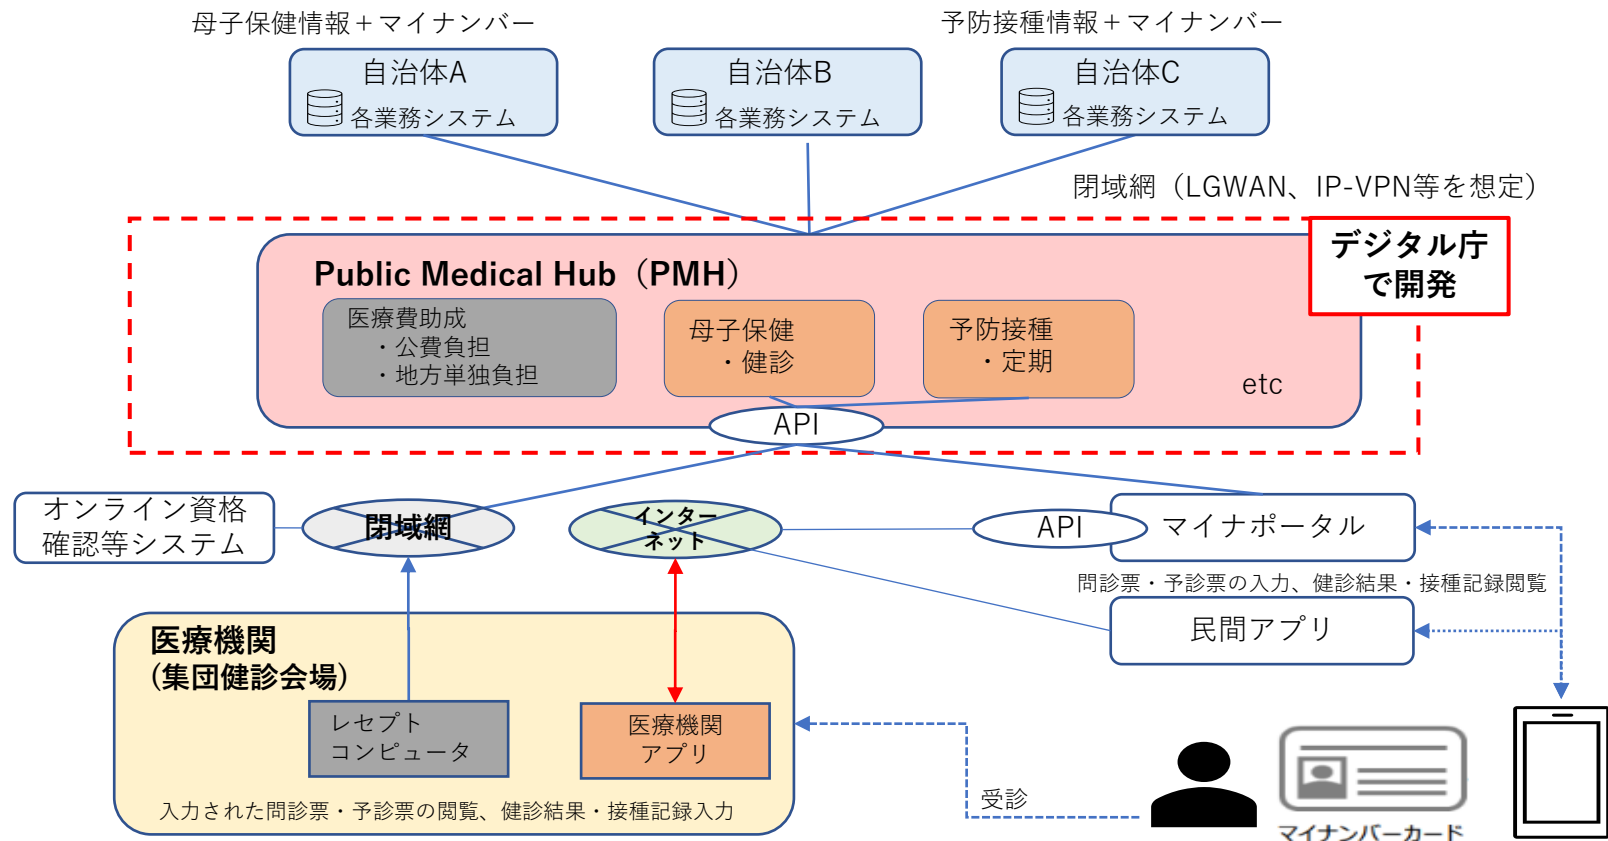 母子保健情報＋マイナンバー
予防接種情報＋マイナンバー
自治体A
各業務システム
自治体B
各業務システム
自治体C
各業務システム
閉域網（LGWAN、IP-VPN等を想定）
デジタル庁
で開発
Public Medical Hub（PMH）
医療費助成
・公費負担
・地方単独負担
母子保健
・健診
予防接種
・定期
etc
API
オンライン資格
確認等システム
閉域網
インター
ネット
API
マイナポータル
問診票・予診票の入力、健診結果・接種記録閲覧
民間アプリ
医療機関
(集団健診会場)
レセプト
コンピュータ
医療機関
アプリ
入力された問診票・予診票の閲覧、健診結果・接種記録入力
受診
マイナンバーカード